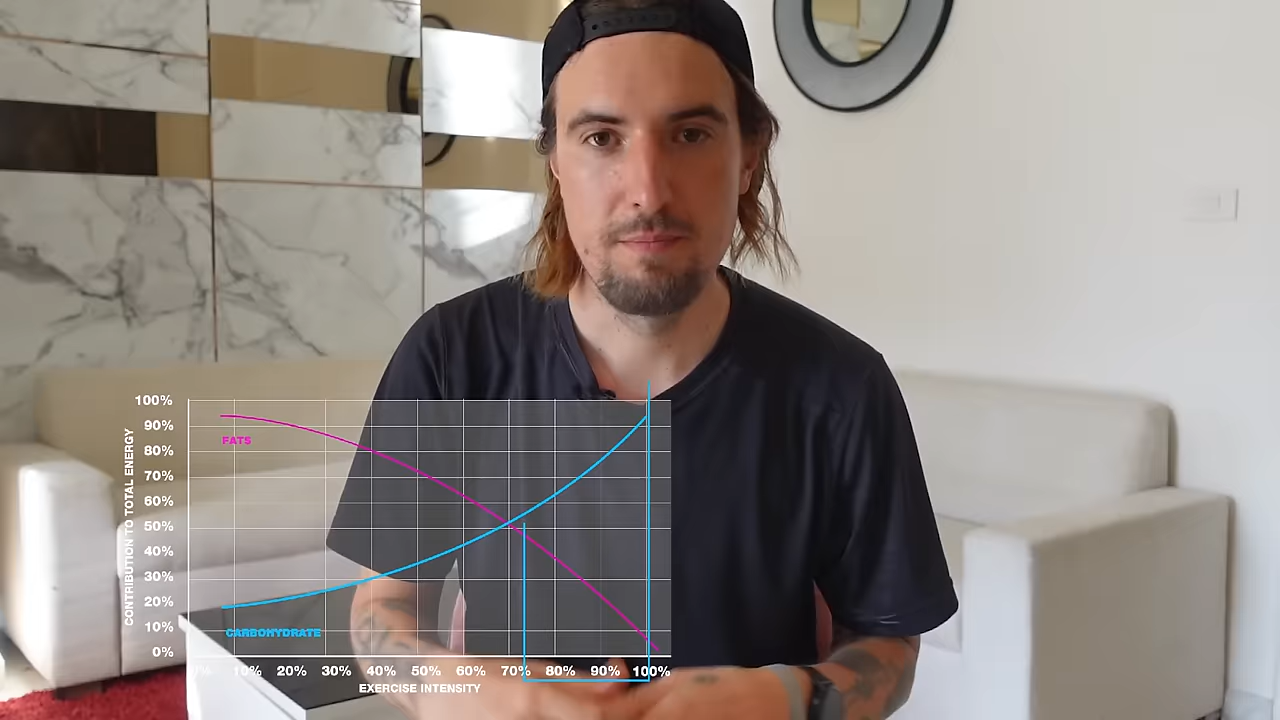 100%
90%
80%
70%
60%
50%
40%
30%
20%
10%
0%
CONTRIBUTION TO TOTAL ENERGY
FATS
CARBOHYDRATE
0% 10% 20% 30% 40% 50% 60% 70% 80% 90% 100%
EXERCISE INTENSITY